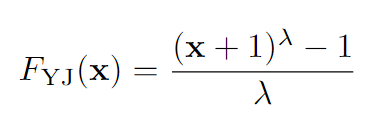 F_YJ(x) = ((x + 1)^λ − 1) / λ